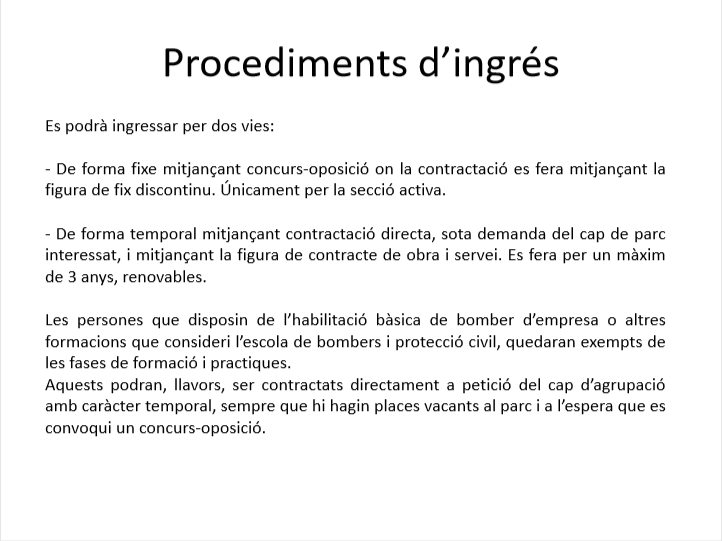 Procediments d’ingrés
Es podrà ingressar per dos vies:
- De forma fixe mitjançant concurs-oposició on la contractació es fera mitjançant la
figura de fix discontinu. Únicament per la secció activa.
- De forma temporal mitjançant contractació directa, sota demanda del cap de parc
interessat, i mitjançant la figura de contracte de obra i servei. Es fera per un màxim
de 3 anys, renovables.
Les persones que disposin de l’habilitació bàsica de bomber d’empresa o altres
formacions que consideri l’escola de bombers i protecció civil, quedaran exempts de
les fases de formació i practiques.
Aquests podran, llavors, ser contractats directament a petició del cap d’agrupació
amb caràcter temporal, sempre que hi hagin places vacants al parc i a l’espera que es
convoqui un concurs-oposició.